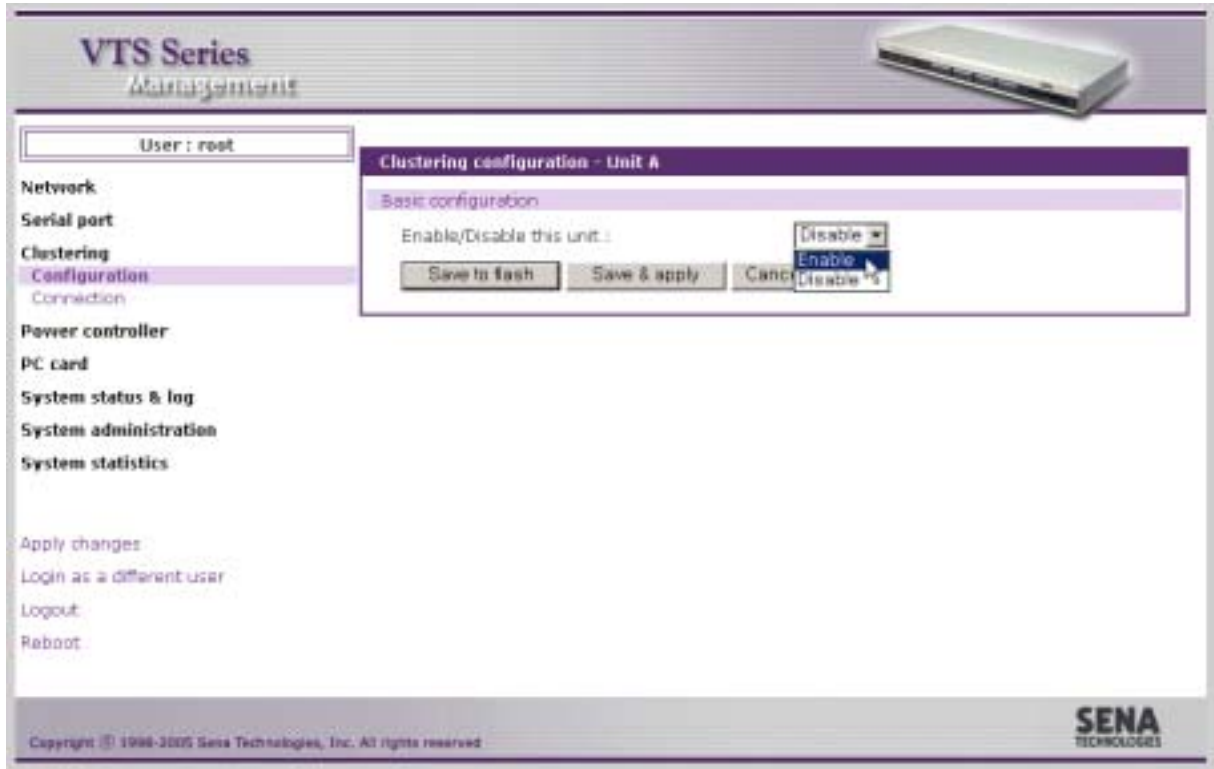 VTS Series
Management
User : root
Network
Serial port
Clustering
Configuration
Connection
Power controller
PC card
System status & log
System administration
System statistics
Apply changes
Login as a different user
Logout
Reboot
Clustering configuration - Unit A
Basic configuration
Enable/Disable this unit :
Disable
Enable
Disable
Save to flash
Save & apply
Canc
Copyright © 1998-2005 Sena Technologies, Inc. All rights reserved
SENA
TECHNOLOGIES